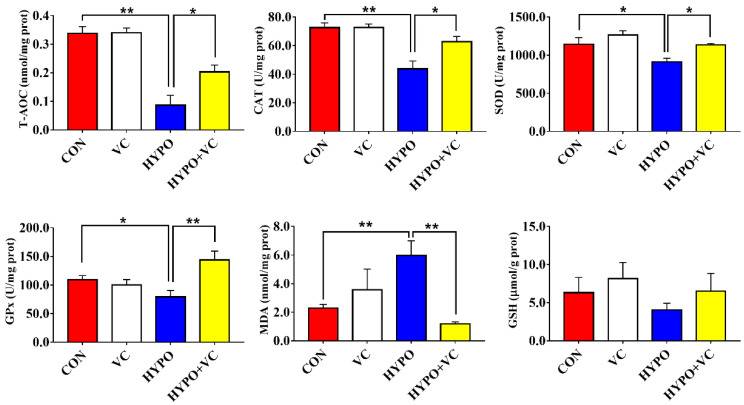 T-AOC (nmol/mg prot)
0.4
0.3
0.2
0.1
0.0
**
*
CON
VC
HYPO
HYPO+VC
CAT (U/mg prot)
80.0
60.0
40.0
20.0
0.0
**
*
CON
VC
HYPO
HYPO+VC
SOD (U/mg prot)
1500.0
1000.0
500.0
0.0
*
*
CON
VC
HYPO
HYPO+VC
GPx (U/mg prot)
200.0
150.0
100.0
50.0
0.0
*
**
CON
VC
HYPO
HYPO+VC
MDA (nmol/mg prot)
8.0
6.0
4.0
2.0
0.0
**
**
CON
VC
HYPO
HYPO+VC
GSH (μmol/g prot)
15.0
10.0
5.0
0.0
CON
VC
HYPO
HYPO+VC